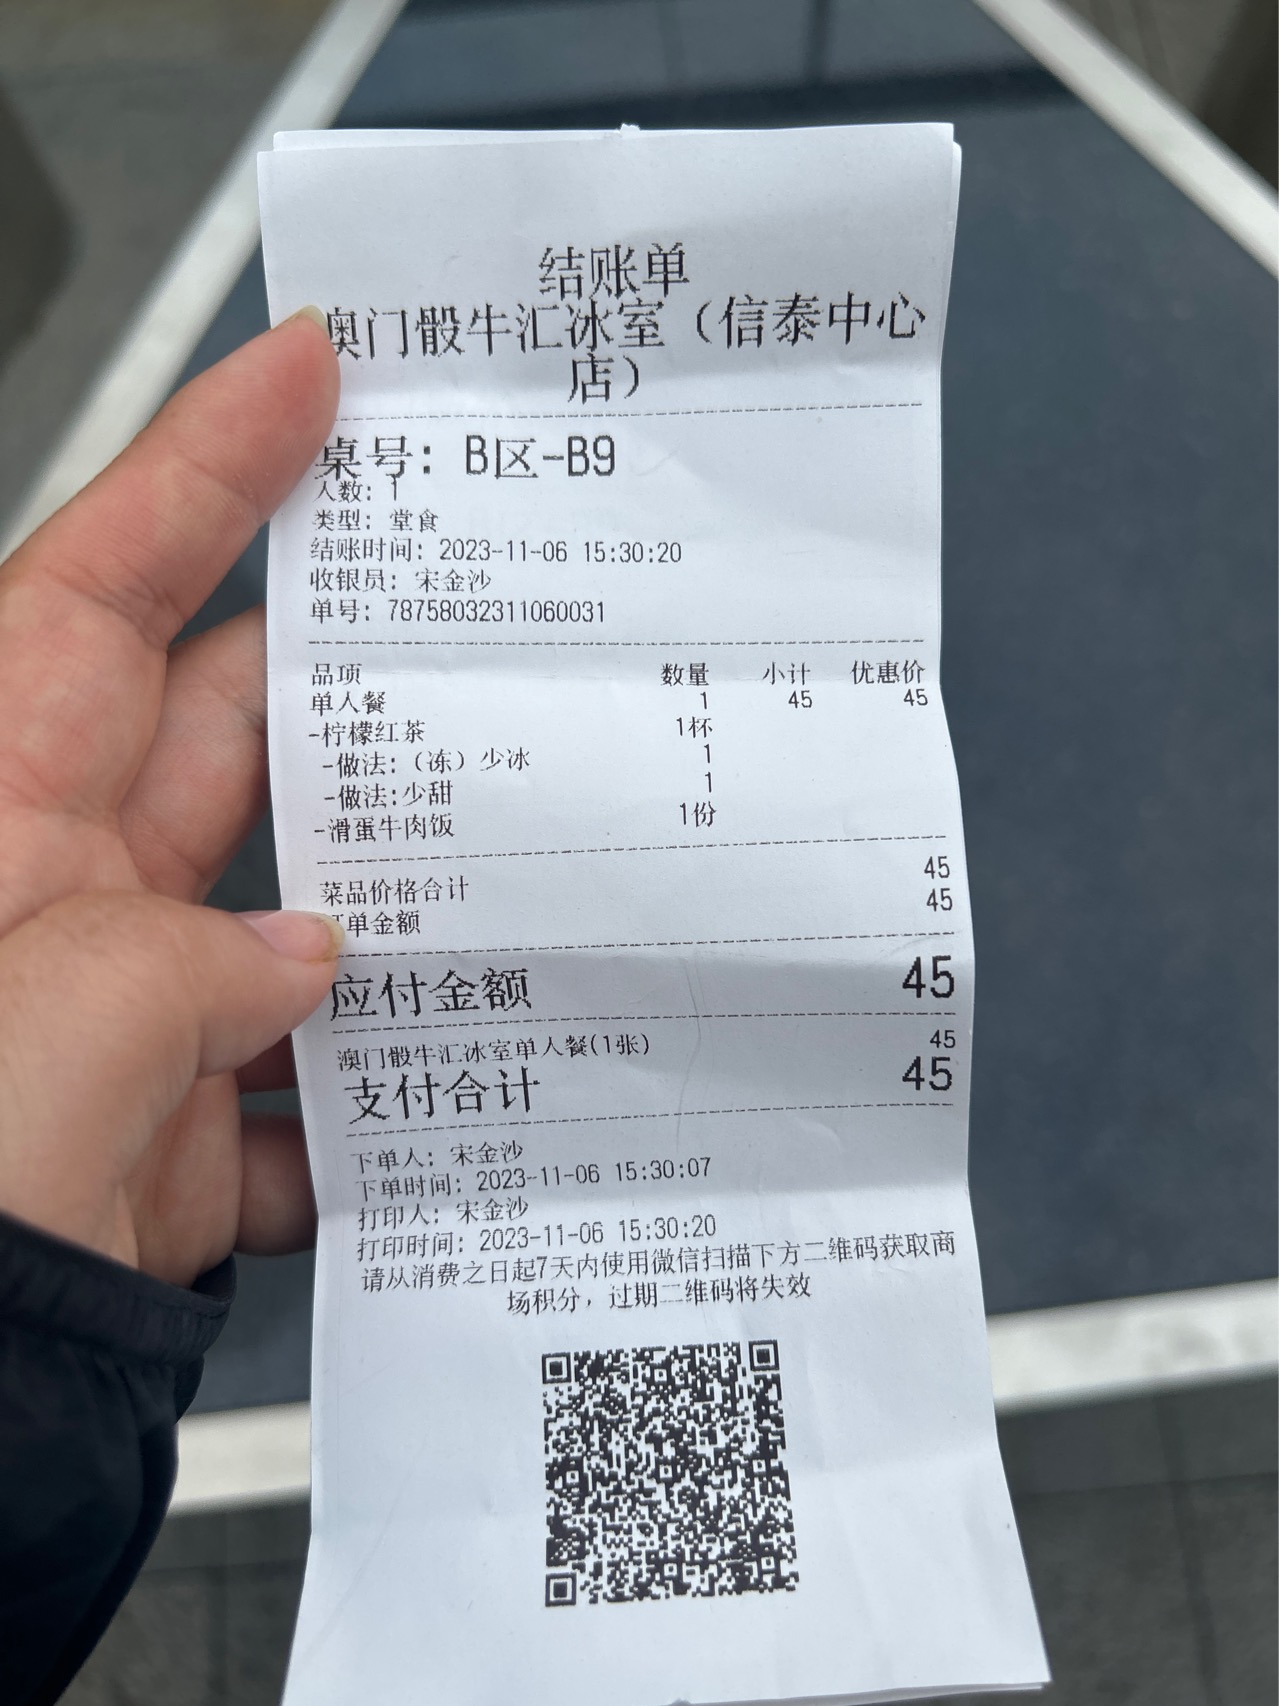 结账单
澳门骰牛汇冰室（信泰中心
店）
桌号：B区-B9
人数：1
类型：堂食
结账时间：2023-11-06 15:30:20
收银员：宋金沙
单号：78758032311060031
品项 数量 小计 优惠价
单人餐 1 45 45
-柠檬红茶 1杯
-做法:（冻）少冰 1
-做法:少甜 1
-滑蛋牛肉饭 1份
菜品价格合计 45
单金额 45
应付金额 45
澳门骰牛汇冰室单人餐(1张) 45
支付合计 45
下单人：宋金沙
下单时间：2023-11-06 15:30:07
打印人：宋金沙
打印时间：2023-11-06 15:30:20
请从消费之日起7天内使用微信扫描下方二维码获取商
场积分，过期二维码将失效